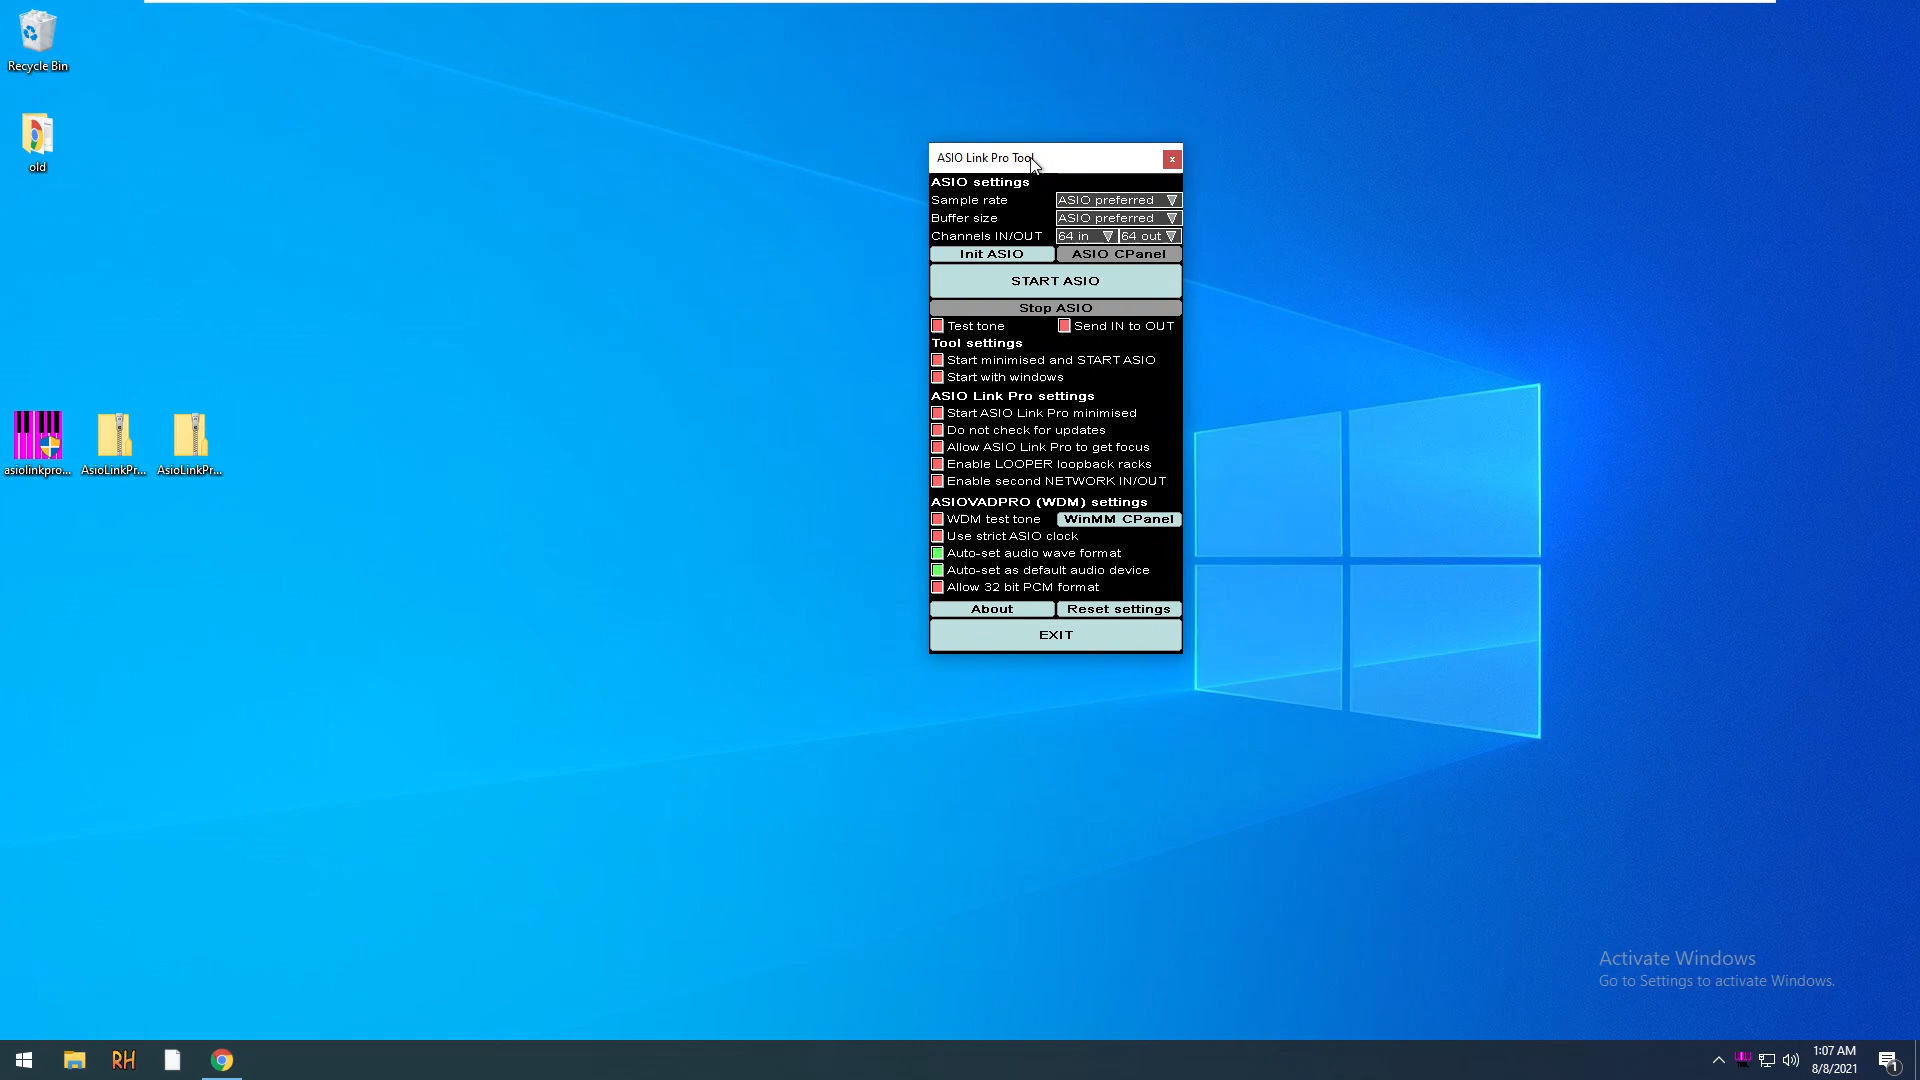 Recycle Bin
old
asiolinkpro...
AsioLinkPr...
AsioLinkPr...
ASIO Link Pro Tool
x
ASIO settings
Sample rate ASIO preferred
Buffer size ASIO preferred
Channels IN/OUT 64 in 64 out
Init ASIO ASIO CPanel
START ASIO
Stop ASIO
Test tone Send IN to OUT
Tool settings
Start minimised and START ASIO
Start with windows
ASIO Link Pro settings
Start ASIO Link Pro minimised
Do not check for updates
Allow ASIO Link Pro to get focus
Enable LOOPER loopback racks
Enable second NETWORK IN/OUT
ASIOVADPRO (WDM) settings
WDM test tone WinMM CPanel
Use strict ASIO clock
Auto-set audio wave format
Auto-set as default audio device
Allow 32 bit PCM format
About Reset settings
EXIT
Activate Windows
Go to Settings to activate Windows.
RH
1:07 AM
8/8/2021
1